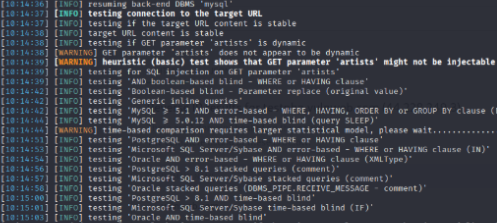 [10:14:36] [INFO] resuming back-end DBMS 'mysql'
[10:14:37] [INFO] testing connection to the target URL
[10:14:37] [INFO] testing if the target URL content is stable
[10:14:38] [INFO] target URL content is stable
[10:14:38] [INFO] testing if GET parameter 'artists' is dynamic
[10:14:38] [WARNING] GET parameter 'artists' does not appear to be dynamic
[10:14:39] [WARNING] heuristic (basic) test shows that GET parameter 'artists' might not be injectable
[10:14:39] [INFO] testing for SQL injection on GET parameter 'artists'
[10:14:39] [INFO] testing 'AND boolean-based blind - WHERE or HAVING clause'
[10:14:42] [INFO] testing 'Boolean-based blind - Parameter replace (original value)'
[10:14:42] [INFO] testing 'Generic inline queries'
[10:14:42] [INFO] testing 'MySQL ≥ 5.1 AND error-based - WHERE, HAVING, ORDER BY or GROUP BY clause (
[10:14:44] [INFO] testing 'MySQL ≥ 5.0.12 AND time-based blind (query SLEEP)'
[10:14:44] [WARNING] time-based comparison requires larger statistical model, please wait..............
[10:14:51] [INFO] testing 'PostgreSQL AND error-based - WHERE or HAVING clause'
[10:14:53] [INFO] testing 'Microsoft SQL Server/Sybase AND error-based - WHERE or HAVING clause (IN)'
[10:14:54] [INFO] testing 'Oracle AND error-based - WHERE or HAVING clause (XMLType)'
[10:14:56] [INFO] testing 'PostgreSQL > 8.1 stacked queries (comment)'
[10:14:57] [INFO] testing 'Microsoft SQL Server/Sybase stacked queries (comment)'
[10:14:58] [INFO] testing 'Oracle stacked queries (DBMS_PIPE.RECEIVE_MESSAGE - comment)'
[10:15:00] [INFO] testing 'PostgreSQL > 8.1 AND time-based blind'
[10:15:01] [INFO] testing 'Microsoft SQL Server/Sybase time-based blind (IF)'
[10:15:03] [INFO] testing 'Oracle AND time-based blind'